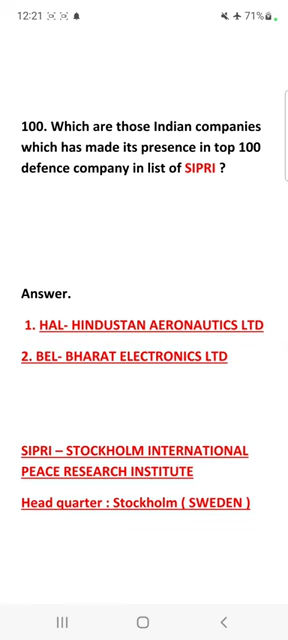 12:21
71%
100. Which are those Indian companies
which has made its presence in top 100
defence company in list of SIPRI ?
Answer.
1. HAL- HINDUSTAN AERONAUTICS LTD
2. BEL- BHARAT ELECTRONICS LTD
SIPRI – STOCKHOLM INTERNATIONAL
PEACE RESEARCH INSTITUTE
Head quarter : Stockholm ( SWEDEN )